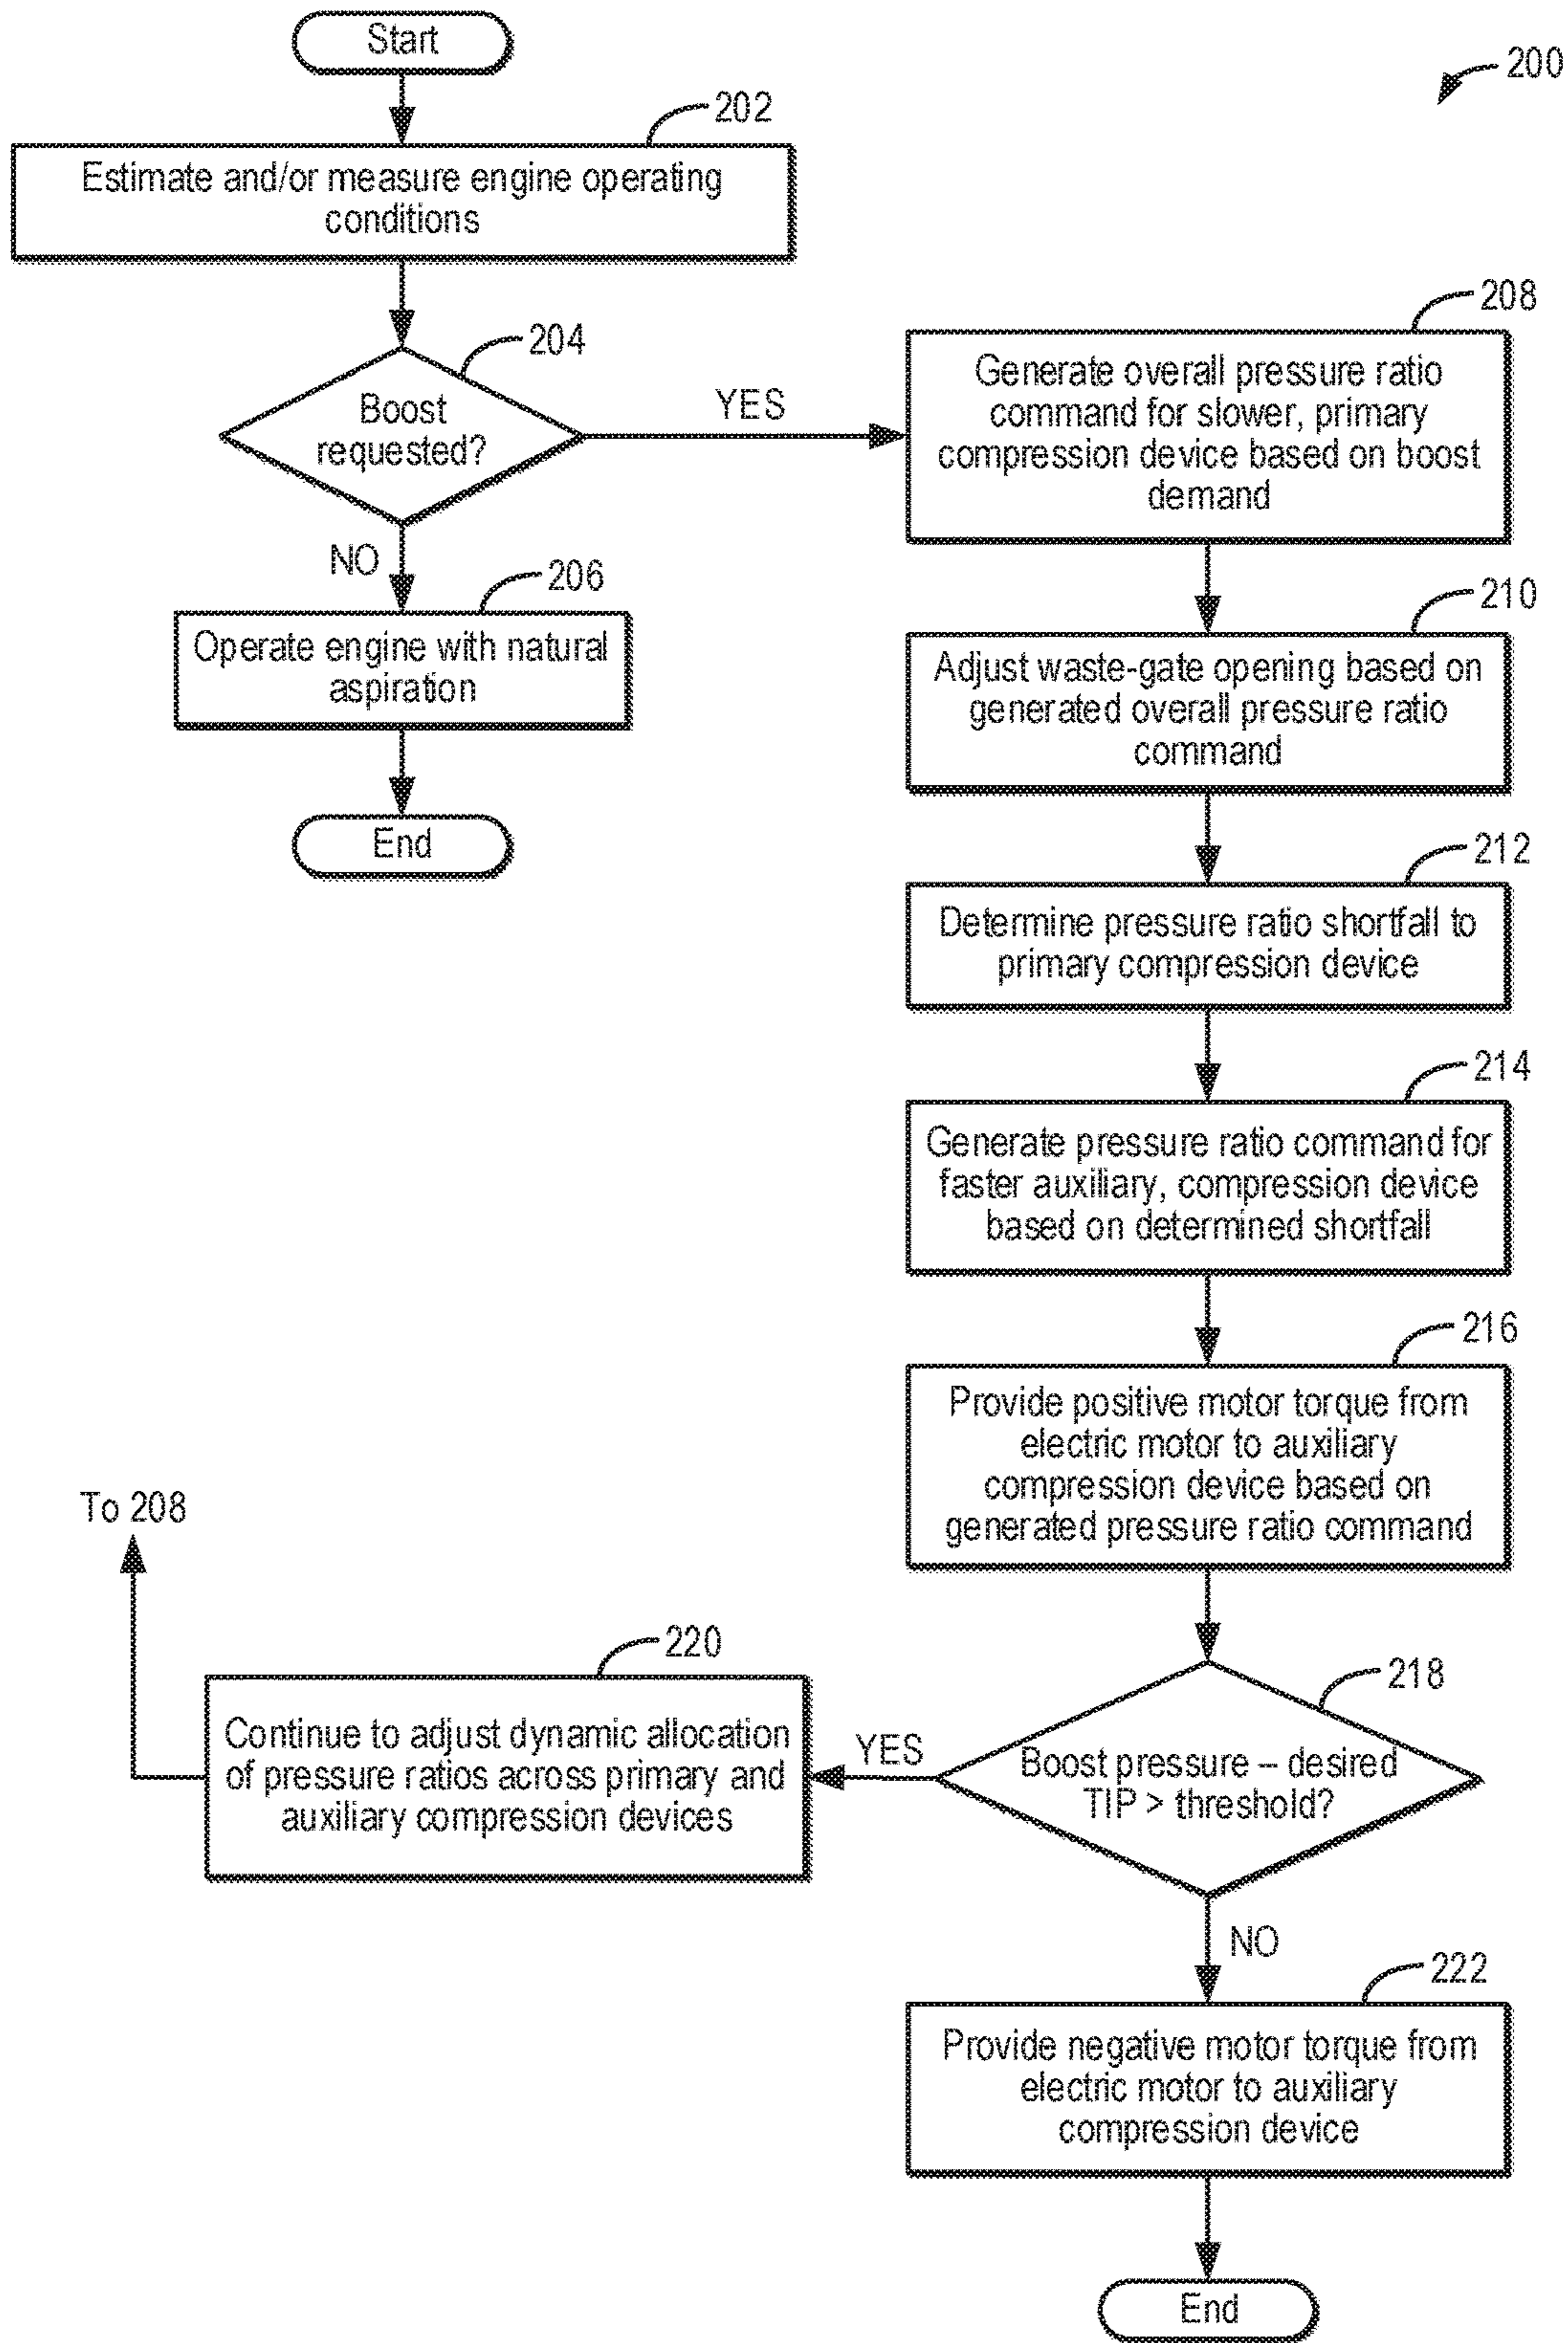 Start
200
202
Estimate and/or measure engine operating
conditions
204
Boost
requested?
YES
NO
206
Operate engine with natural
aspiration
End
208
Generate overall pressure ratio
command for slower, primary
compression device based on boost
demand
210
Adjust waste-gate opening based on
generated overall pressure ratio
command
212
Determine pressure ratio shortfall to
primary compression device
214
Generate pressure ratio command for
faster auxiliary, compression device
based on determined shortfall
216
Provide positive motor torque from
electric motor to auxiliary
compression device based on
generated pressure ratio command
218
Boost pressure – desired
TIP > threshold?
YES
220
Continue to adjust dynamic allocation
of pressure ratios across primary and
auxiliary compression devices
To 208
NO
222
Provide negative motor torque from
electric motor to auxiliary
compression device
End